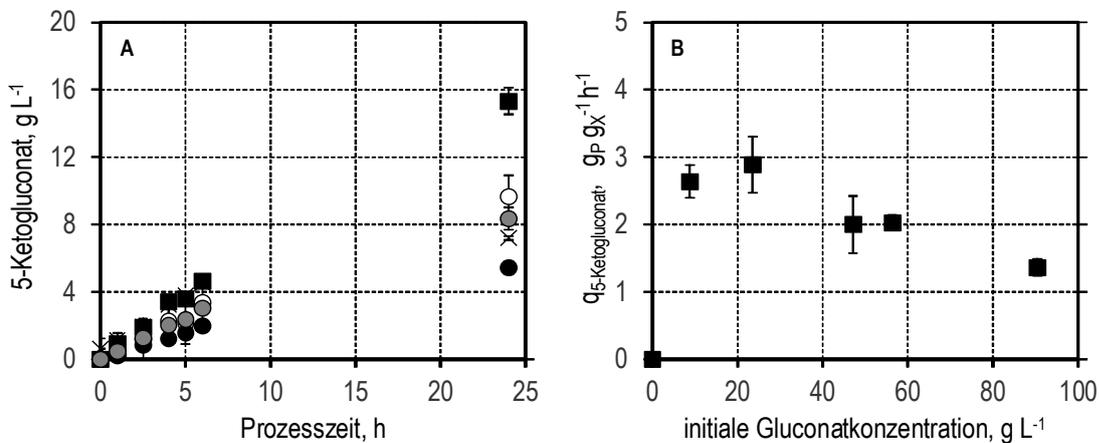 A
20
16
12
8
4
0
0 5 10 15 20 25
5-Ketogluconat, g L-1
Prozesszeit, h
B
5
4
3
2
1
0
0 20 40 60 80 100
q5-Ketogluconat, gP gX-1 h-1
initiale Gluconatkonzentration, g L-1